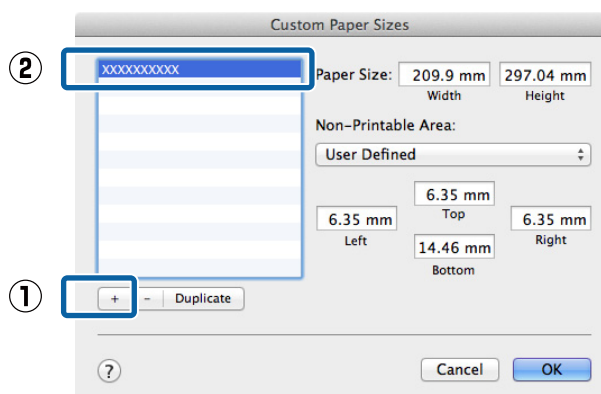 Custom Paper Sizes
②
XXXXXXXXXX
Paper Size: 209.9 mm 297.04 mm
Width Height
Non-Printable Area:
User Defined
6.35 mm
Top
6.35 mm 6.35 mm
Left Right
14.46 mm
Bottom
①
+ - Duplicate
? Cancel OK